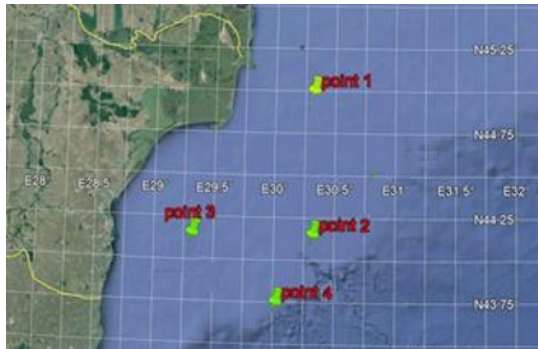 N45·25
point 1
N44·75
E28°
E28·5°
E29°
E29.5°
E30°
E30.5°
E31°
E31.5°
E32°
point 3
point 2
N44·25
point 4
N43·75